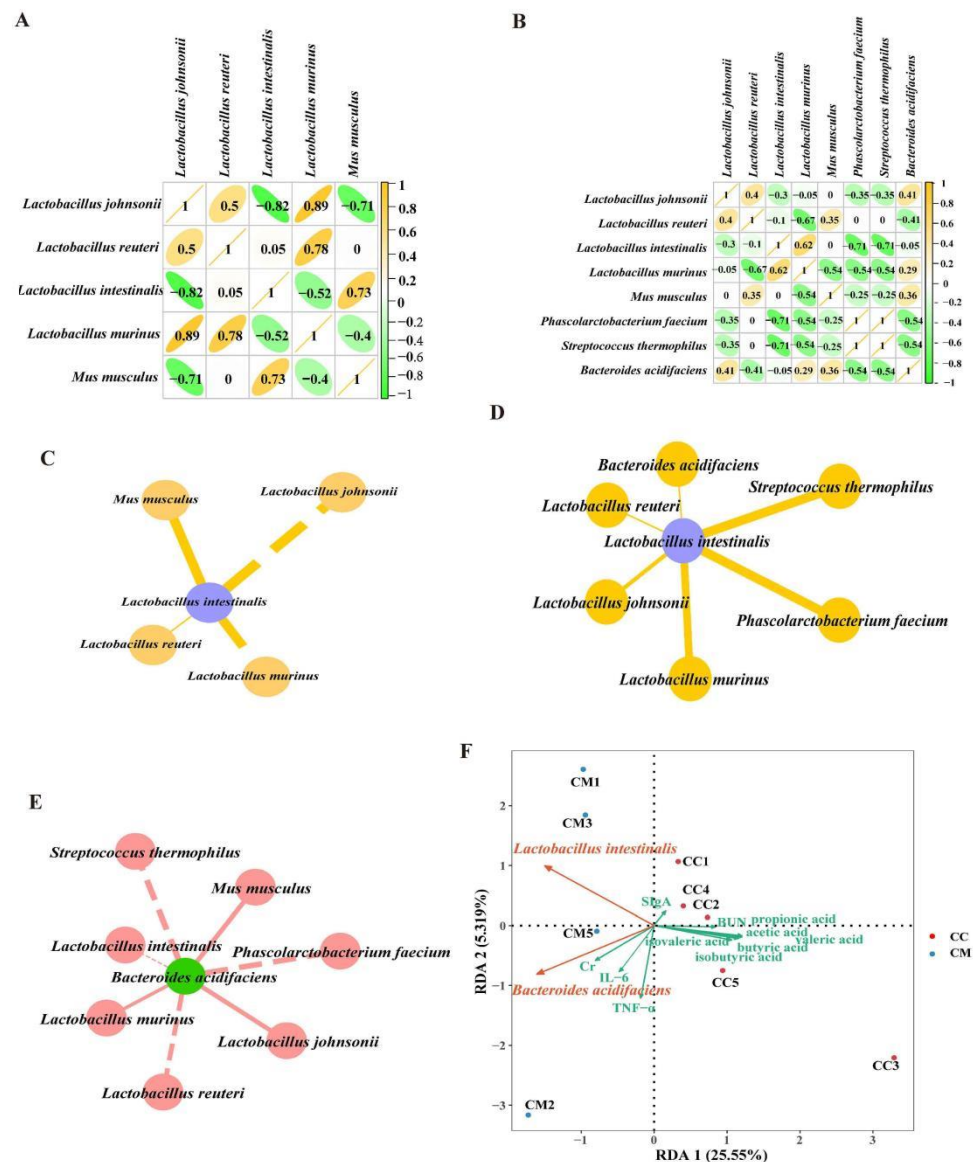 A
Lactobacillus johnsonii
Lactobacillus reuteri
Lactobacillus intestinalis
Lactobacillus murinus
Mus musculus
Lactobacillus johnsonii 1 0.5 −0.82 0.89 −0.71
Lactobacillus reuteri 0.5 1 0.05 0.78 0
Lactobacillus intestinalis −0.82 0.05 1 −0.52 0.73
Lactobacillus murinus 0.89 0.78 −0.52 1 −0.4
Mus musculus −0.71 0 0.73 −0.4 1
1
0.8
0.6
0.4
0.2
0
−0.2
−0.4
−0.6
−0.8
−1
B
Lactobacillus johnsonii
Lactobacillus reuteri
Lactobacillus intestinalis
Lactobacillus murinus
Mus musculus
Phascolarctobacterium faecium
Streptococcus thermophilus
Bacteroides acidifaciens
Lactobacillus johnsonii 1 0.4 −0.3 −0.05 0 −0.35 −0.35 0.41
Lactobacillus reuteri 0.4 1 −0.1 −0.67 0.35 0 0 −0.41
Lactobacillus intestinalis −0.3 −0.1 1 0.62 0 −0.71 −0.71 −0.05
Lactobacillus murinus −0.05 −0.67 0.62 1 −0.54 −0.54 −0.54 0.29
Mus musculus 0 0.35 0 −0.54 1 −0.25 −0.25 0.36
Phascolarctobacterium faecium −0.35 0 −0.71 −0.54 −0.25 1 1 −0.54
Streptococcus thermophilus −0.35 0 −0.71 −0.54 −0.25 1 1 −0.54
Bacteroides acidifaciens 0.41 −0.41 −0.05 0.29 0.36 −0.54 −0.54 1
1
0.8
0.6
0.4
0.2
0
−0.2
−0.4
−0.6
−0.8
−1
C
Mus musculus
Lactobacillus johnsonii
Lactobacillus intestinalis
Lactobacillus reuteri
Lactobacillus murinus
D
Bacteroides acidifaciens
Streptococcus thermophilus
Lactobacillus reuteri
Lactobacillus intestinalis
Lactobacillus johnsonii
Phascolarctobacterium faecium
Lactobacillus murinus
E
Streptococcus thermophilus
Mus musculus
Lactobacillus intestinalis
Phascolarctobacterium faecium
Bacteroides acidifaciens
Lactobacillus murinus
Lactobacillus johnsonii
Lactobacillus reuteri
F
CM1
CM3
Lactobacillus intestinalis
CC1
CC4
SIgA
CC2
BUN
propionic acid
CM5
acetic acid
isovaleric acid
valeric acid
butyric acid
isobutyric acid
Cr
IL−6
CC5
Bacteroides acidifaciens
TNF−α
CC3
CM2
2
1
0
−1
−2
−3
−1 0 1 2 3
RDA 1 (25.55%)
RDA 2 (5.319%)
CC
CM